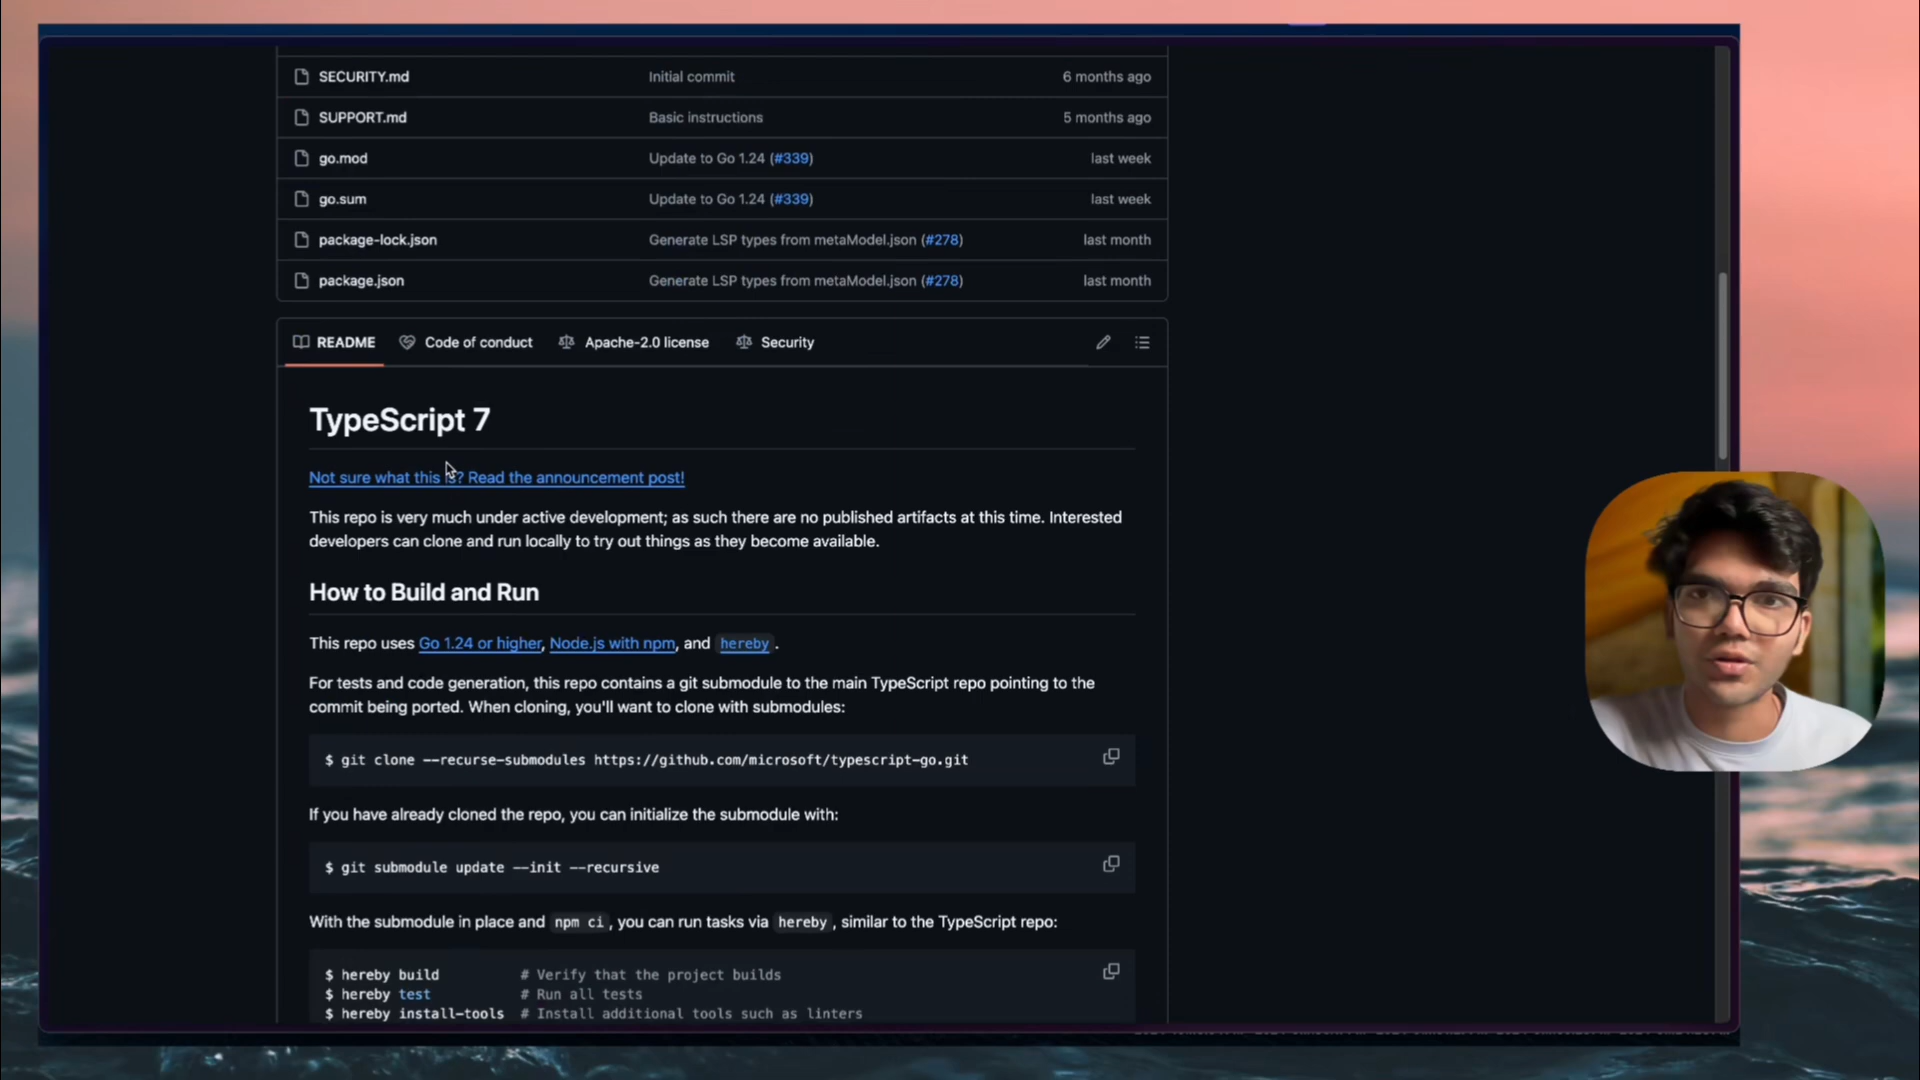 SECURITY.md Initial commit 6 months ago
SUPPORT.md Basic instructions 5 months ago
go.mod Update to Go 1.24 (#339) last week
go.sum Update to Go 1.24 (#339) last week
package-lock.json Generate LSP types from metaModel.json (#278) last month
package.json Generate LSP types from metaModel.json (#278) last month
README Code of conduct Apache-2.0 license Security
TypeScript 7
Not sure what this is? Read the announcement post!
This repo is very much under active development; as such there are no published artifacts at this time. Interested
developers can clone and run locally to try out things as they become available.
How to Build and Run
This repo uses Go 1.24 or higher, Node.js with npm, and hereby.
For tests and code generation, this repo contains a git submodule to the main TypeScript repo pointing to the
commit being ported. When cloning, you'll want to clone with submodules:
$ git clone --recurse-submodules https://github.com/microsoft/typescript-go.git
If you have already cloned the repo, you can initialize the submodule with:
$ git submodule update --init --recursive
With the submodule in place and npm ci, you can run tasks via hereby, similar to the TypeScript repo:
$ hereby build # Verify that the project builds
$ hereby test # Run all tests
$ hereby install-tools # Install additional tools such as linters